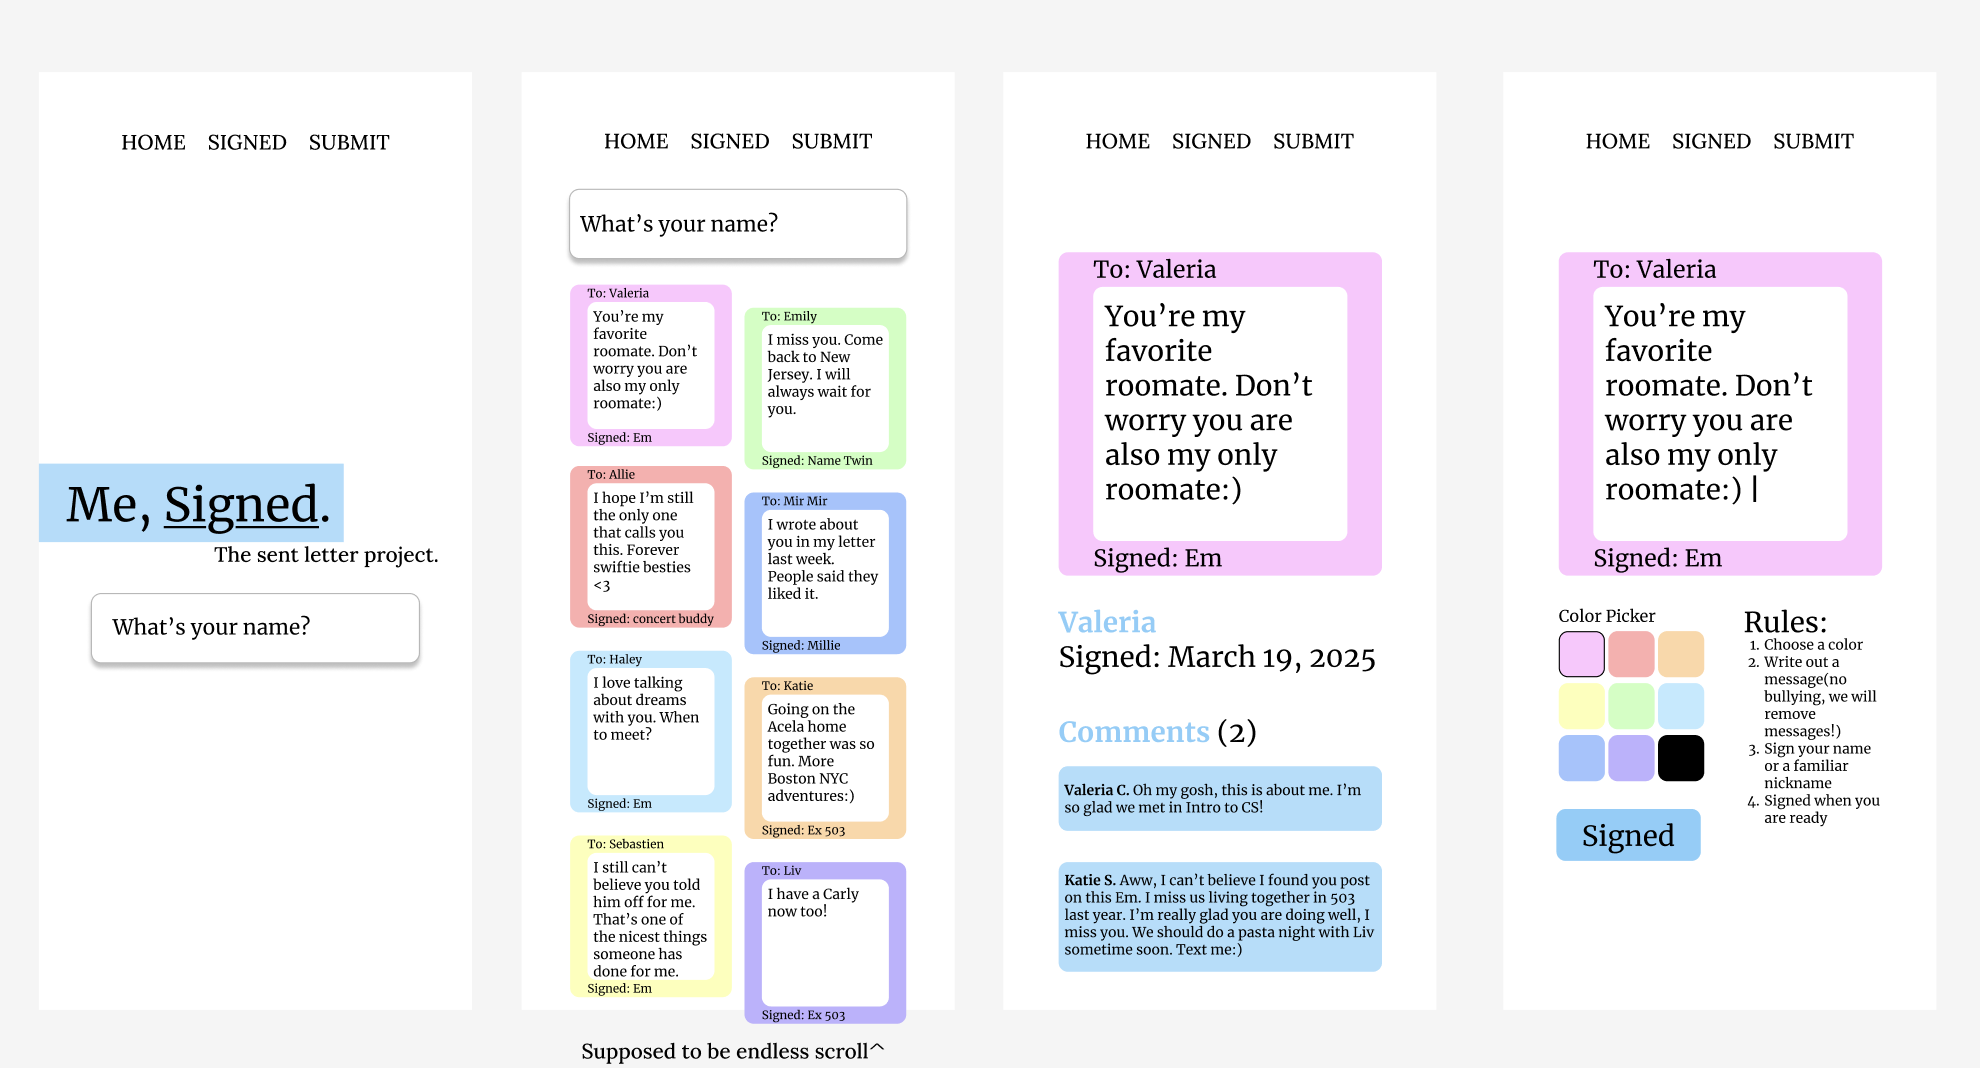 HOME SIGNED SUBMIT
Me, Signed.
The sent letter project.
What's your name?
HOME SIGNED SUBMIT
What's your name?
To: Valeria
You're my
favorite
roomate. Don't
worry you are
also my only
roomate:)
Signed: Em
To: Emily
I miss you. Come
back to New
Jersey. I will
always wait for
you.
Signed: Name Twin
To: Allie
I hope I'm still
the only one
that calls you
this. Forever
swiftie besties
<3
Signed: concert buddy
To: Mir Mir
I wrote about
you in my letter
last week.
People said they
liked it.
Signed: Millie
To: Haley
I love talking
about dreams
with you. When
to meet?
Signed: Em
To: Katie
Going on the
Acela home
together was so
fun. More
Boston NYC
adventures:)
Signed: Ex 503
To: Sebastien
I still can't
believe you told
him off for me.
That's one of
the nicest things
someone has
done for me.
Signed: Em
To: Liv
I have a Carly
now too!
Signed: Ex 503
Supposed to be endless scroll^
HOME SIGNED SUBMIT
To: Valeria
You're my
favorite
roomate. Don't
worry you are
also my only
roomate:)
Signed: Em
Valeria
Signed: March 19, 2025
Comments (2)
Valeria C. Oh my gosh, this is about me. I'm
so glad we met in Intro to CS!
Katie S. Aww, I can't believe I found you post
on this Em. I miss us living together in 503
last year. I'm really glad you are doing well, I
miss you. We should do a pasta night with Liv
sometime soon. Text me:)
HOME SIGNED SUBMIT
To: Valeria
You're my
favorite
roomate. Don't
worry you are
also my only
roomate:) |
Signed: Em
Color Picker
Signed
Rules:
1. Choose a color
2. Write out a
message(no
bullying, we will
remove
messages!)
3. Sign your name
or a familiar
nickname
4. Signed when you
are ready